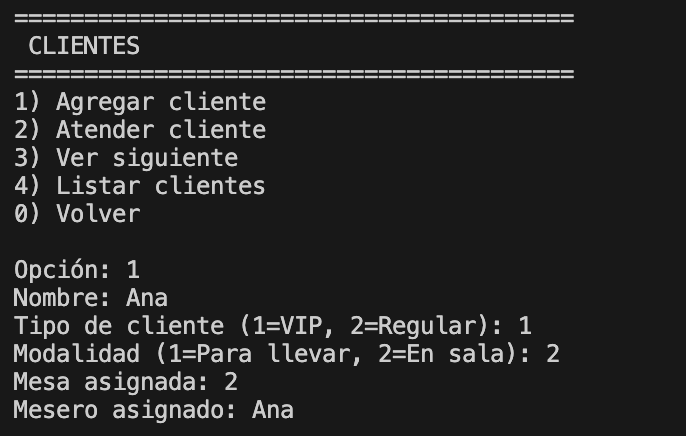 ========================================
 CLIENTES
========================================
1) Agregar cliente
2) Atender cliente
3) Ver siguiente
4) Listar clientes
0) Volver
Opción: 1
Nombre: Ana
Tipo de cliente (1=VIP, 2=Regular): 1
Modalidad (1=Para llevar, 2=En sala): 2
Mesa asignada: 2
Mesero asignado: Ana